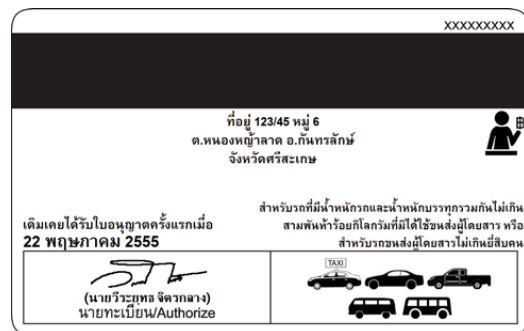 XXXXXXXXX
ที่อยู่ 123/45 หมู่ 6
ต.หนองหญ้าลาด อ.กันทรลักษ์
จังหวัดศรีสะเกษ
สำหรับรถที่มีน้ำหนักรถและน้ำหนักบรรทุกรวมกันไม่เกิน
สามพันห้าร้อยกิโลกรัมที่มิได้ใช้ขนส่งผู้โดยสาร หรือ
สำหรับรถขนส่งผู้โดยสารไม่เกินยี่สิบคน
เดิมเคยได้รับใบอนุญาตครั้งแรกเมื่อ
22 พฤษภาคม 2555
(นายวีระยุทธ จิตรกลาง)
นายทะเบียน/Authorize
TAXI